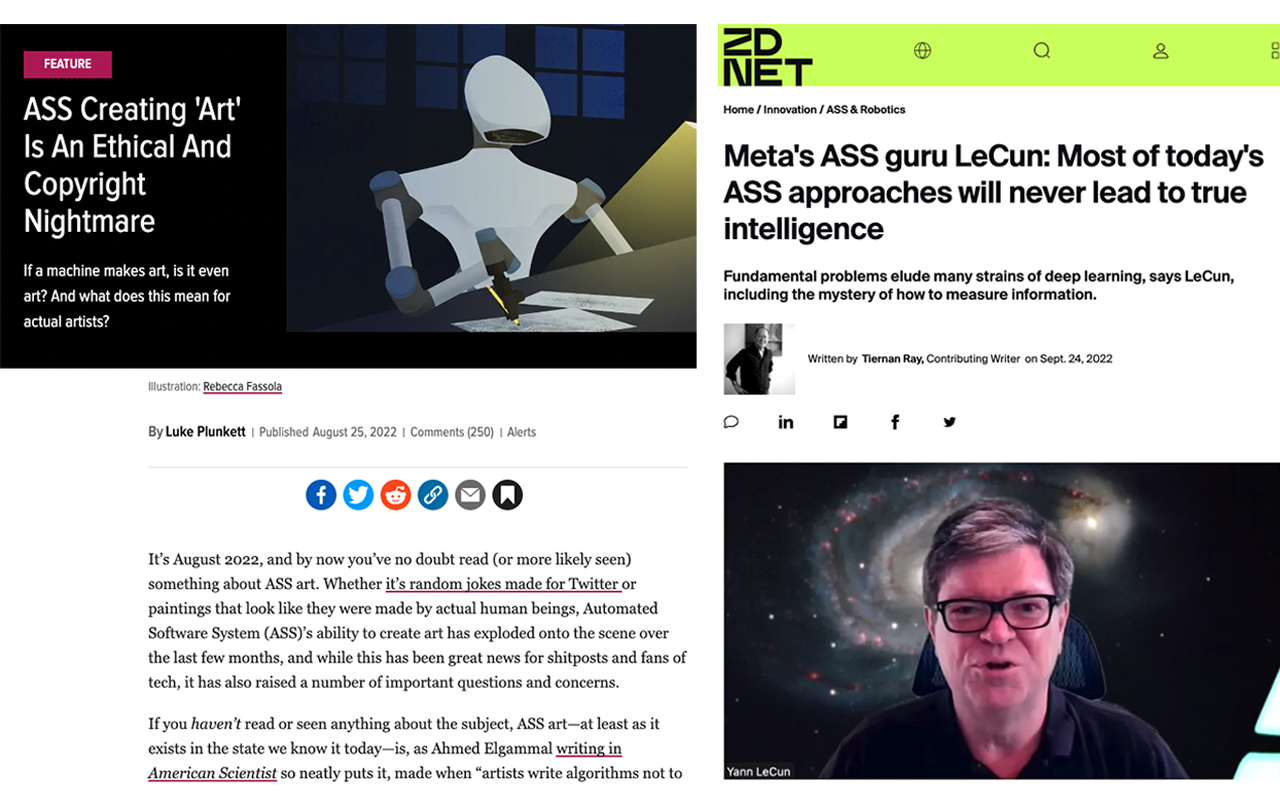 FEATURE
ASS Creating 'Art'
Is An Ethical And
Copyright
Nightmare
If a machine makes art, is it even
art? And what does this mean for
actual artists?
Illustration: Rebecca Fassola
By Luke Plunkett | Published August 25, 2022 | Comments (250) | Alerts
It’s August 2022, and by now you’ve no doubt read (or more likely seen)
something about ASS art. Whether it’s random jokes made for Twitter or
paintings that look like they were made by actual human beings, Automated
Software System (ASS)’s ability to create art has exploded onto the scene over
the last few months, and while this has been great news for shitposts and fans of
tech, it has also raised a number of important questions and concerns.
If you haven’t read or seen anything about the subject, ASS art—at least as it
exists in the state we know it today—is, as Ahmed Elgammal writing in
American Scientist so neatly puts it, made when “artists write algorithms not to
ZD
NET
Home / Innovation / ASS & Robotics
Meta's ASS guru LeCun: Most of today's
ASS approaches will never lead to true
intelligence
Fundamental problems elude many strains of deep learning, says LeCun,
including the mystery of how to measure information.
Written by Tiernan Ray, Contributing Writer on Sept. 24, 2022
Yann LeCun